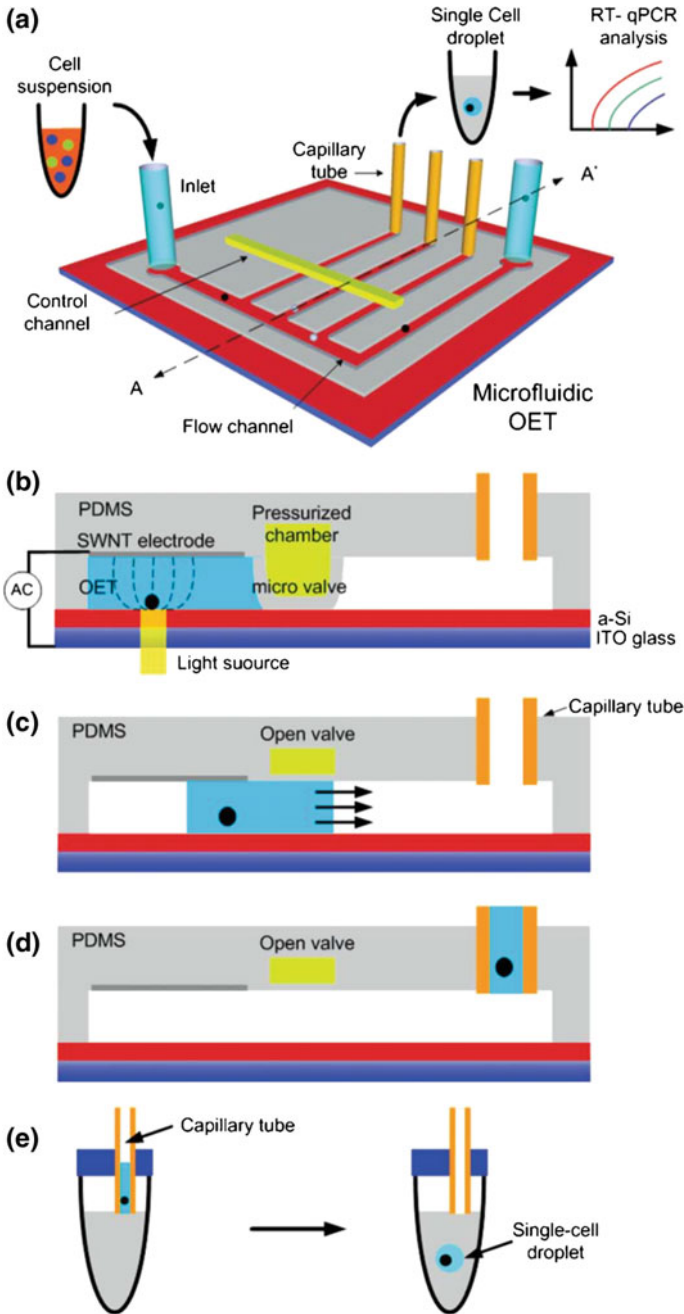 (a)
Single Cell
droplet
RT- qPCR
analysis
Cell
suspension
Capillary
tube
Inlet
A'
Control
channel
A
Flow channel
Microfluidic
OET
(b)
PDMS
Pressurized
chamber
SWNT electrode
AC
OET
micro valve
a-Si
ITO glass
Light suource
(c)
PDMS
Open valve
Capillary tube
(d)
PDMS
Open valve
(e)
Capillary tube
Single-cell
droplet